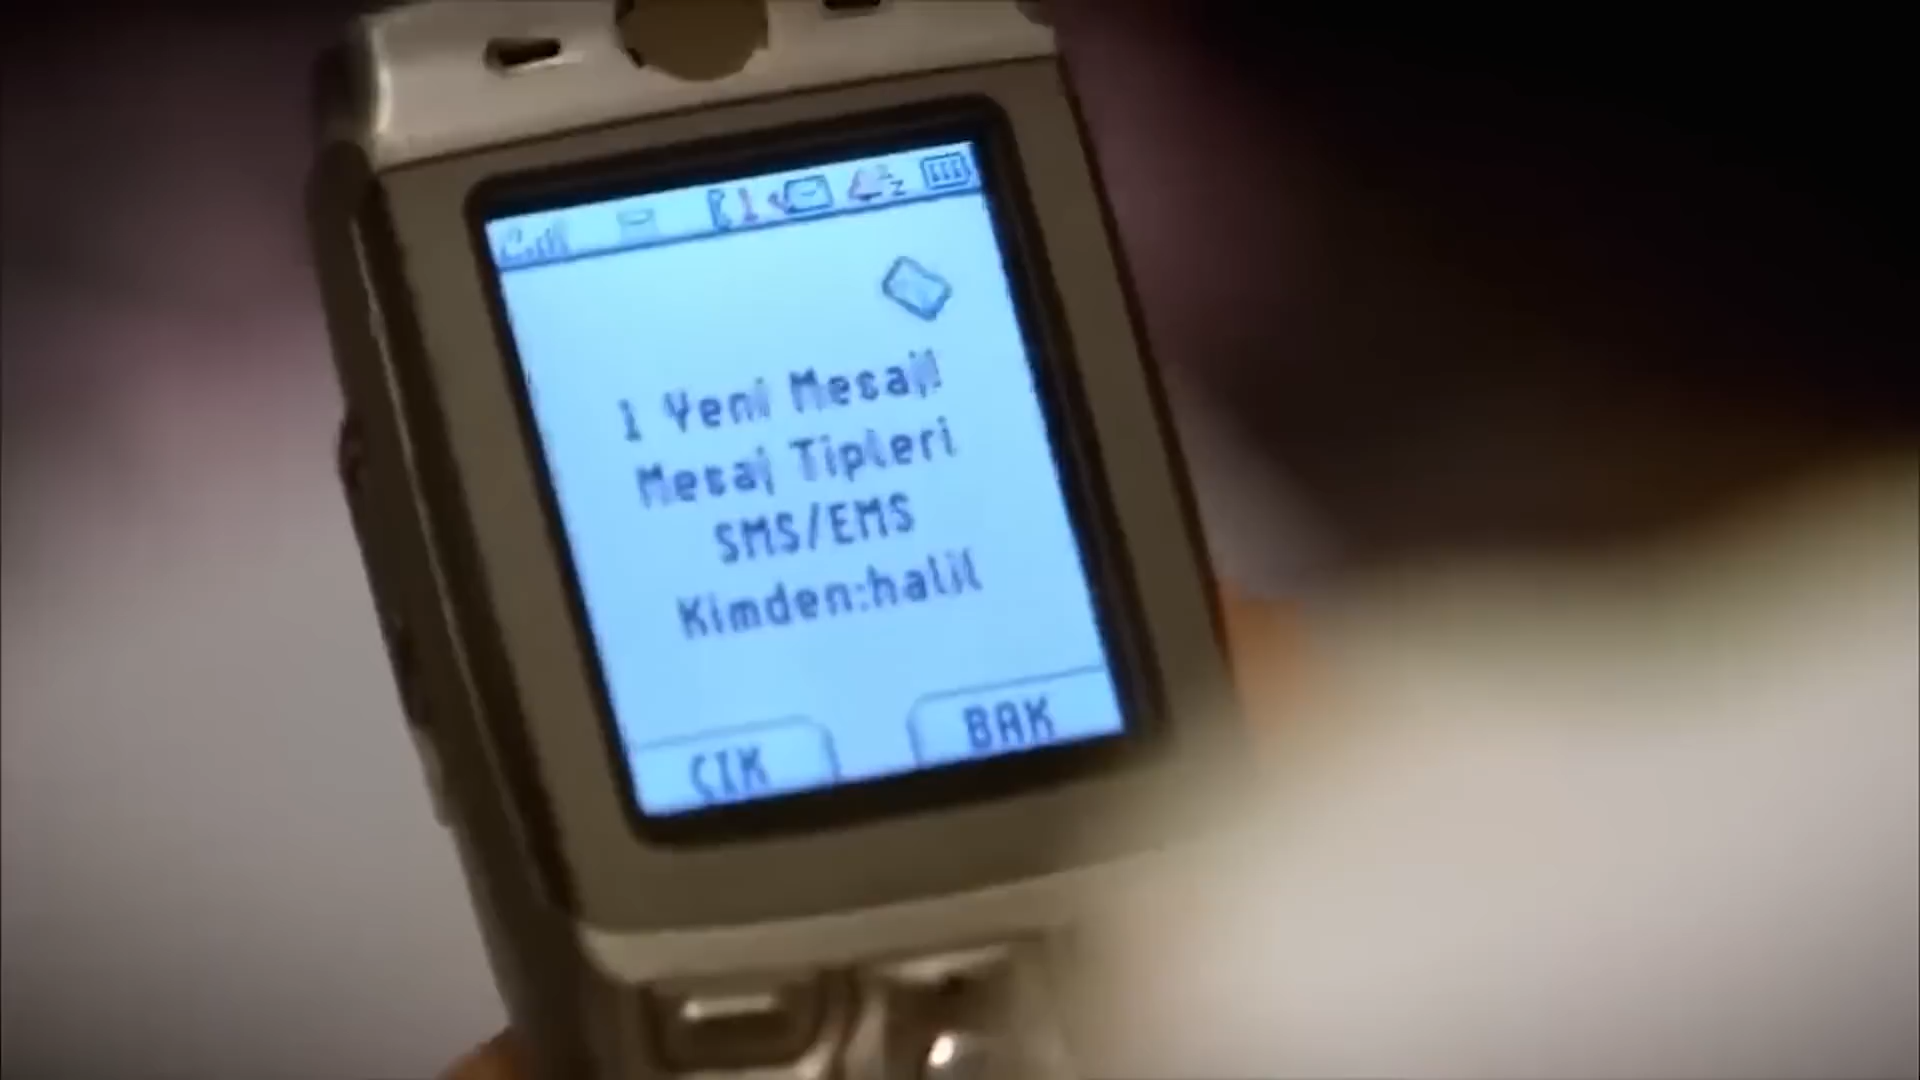 1 Yeni Mesaj!
Mesaj Tipleri
SMS/EMS
Kimden:halil
ÇIK
BAK